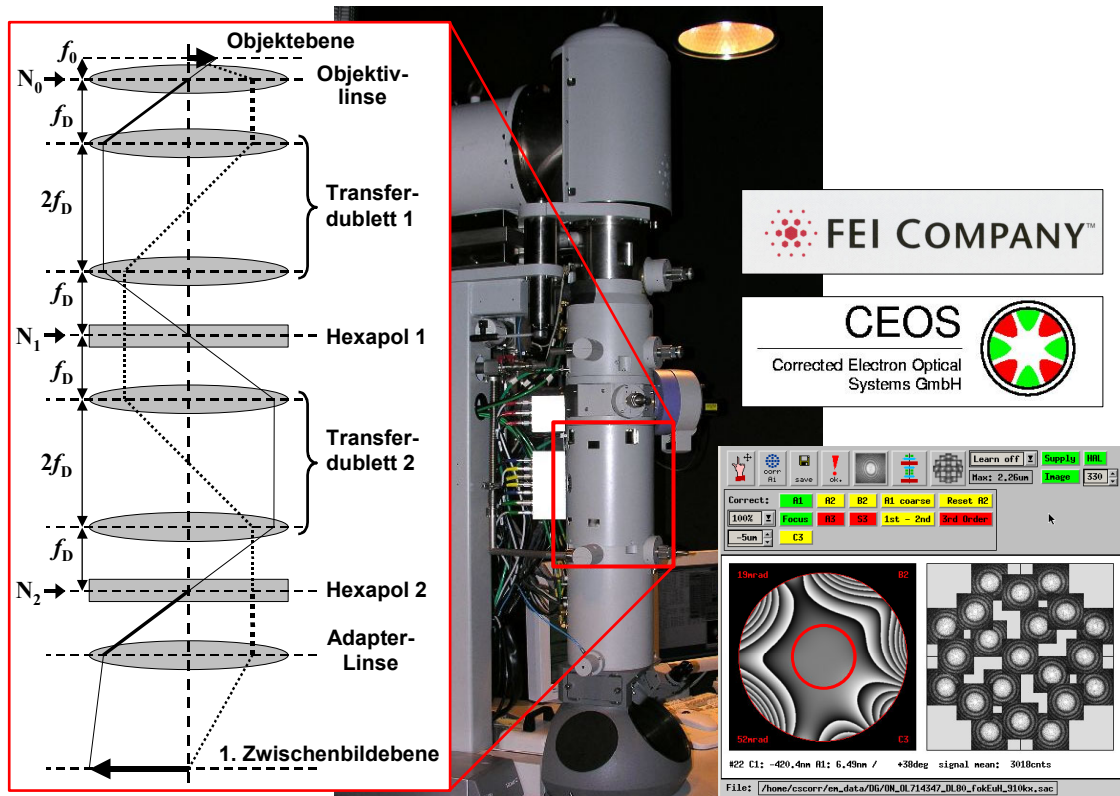 f0
Objektebene
N0
Objektiv-
linse
fD
2fD
Transfer-
dublett 1
fD
N1
Hexapol 1
fD
2fD
Transfer-
dublett 2
fD
N2
Hexapol 2
Adapter-
Linse
1. Zwischenbildebene
FEI COMPANY™
CEOS
Corrected Electron Optical
Systems GmbH
corr
A1
save
ok.
Learn off
Supply
HAL
Max: 2.26um
Image
330
Correct:
A1
A2
B2
A1 coarse
Reset A2
100%
Focus
A3
S3
1st - 2nd
3rd Order
-5um
C3
19mrad
B2
52mrad
C3
#22 C1: -420.4nm A1: 6.49nm / +38deg signal mean: 3018cnts
File: /home/cscorr/em_data/DG/ON_OL714347_DL80_fokEuH_910kx.sac